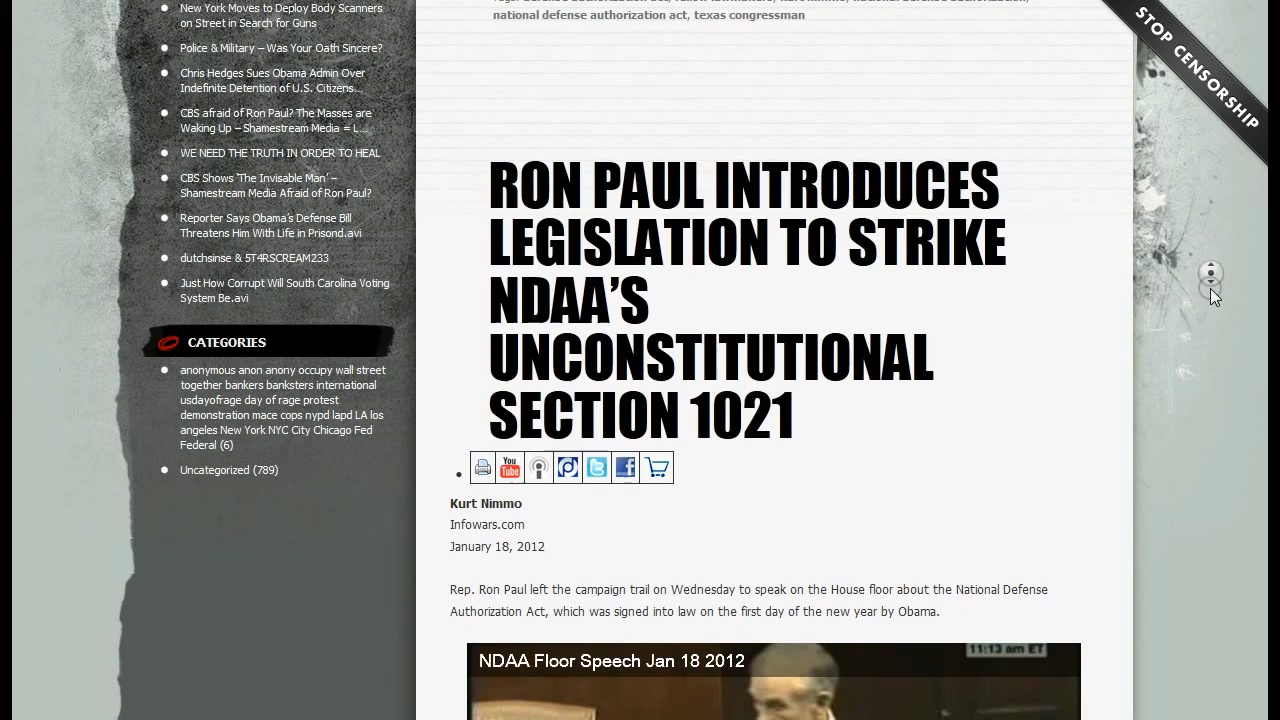 New York Moves to Deploy Body Scanners
on Street in Search for Guns
Police & Military – Was Your Oath Sincere?
Chris Hedges Sues Obama Admin Over
Indefinite Detention of U.S. Citizens...
CBS afraid of Ron Paul? The Masses are
Waking Up – Shamestream Media = L...
WE NEED THE TRUTH IN ORDER TO HEAL
CBS Shows ‘The Invisable Man’ –
Shamestream Media Afraid of Ron Paul?
Reporter Says Obama’s Defense Bill
Threatens Him With Life in Prisond.avi
dutchsinse & 5T4RSCREAM233
Just How Corrupt Will South Carolina Voting
System Be.avi
CATEGORIES
anonymous anon anony occupy wall street
together bankers banksters international
usdayofrage day of rage protest
demonstration mace cops nypd lapd LA los
angeles New York NYC City Chicago Fed
Federal (6)
Uncategorized (789)
national defense authorization act, texas congressman
STOP CENSORSHIP
RON PAUL INTRODUCES
LEGISLATION TO STRIKE
NDAA’S
UNCONSTITUTIONAL
SECTION 1021
You
Tube
Kurt Nimmo
Infowars.com
January 18, 2012
Rep. Ron Paul left the campaign trail on Wednesday to speak on the House floor about the National Defense
Authorization Act, which was signed into law on the first day of the new year by Obama.
NDAA Floor Speech Jan 18 2012
11:13 am ET